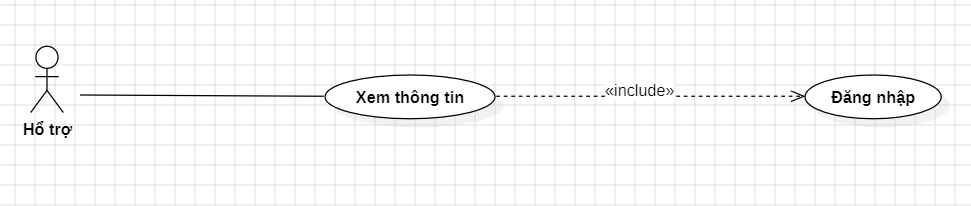 Xem thông tin
«include»
Đăng nhập
Hổ trợ